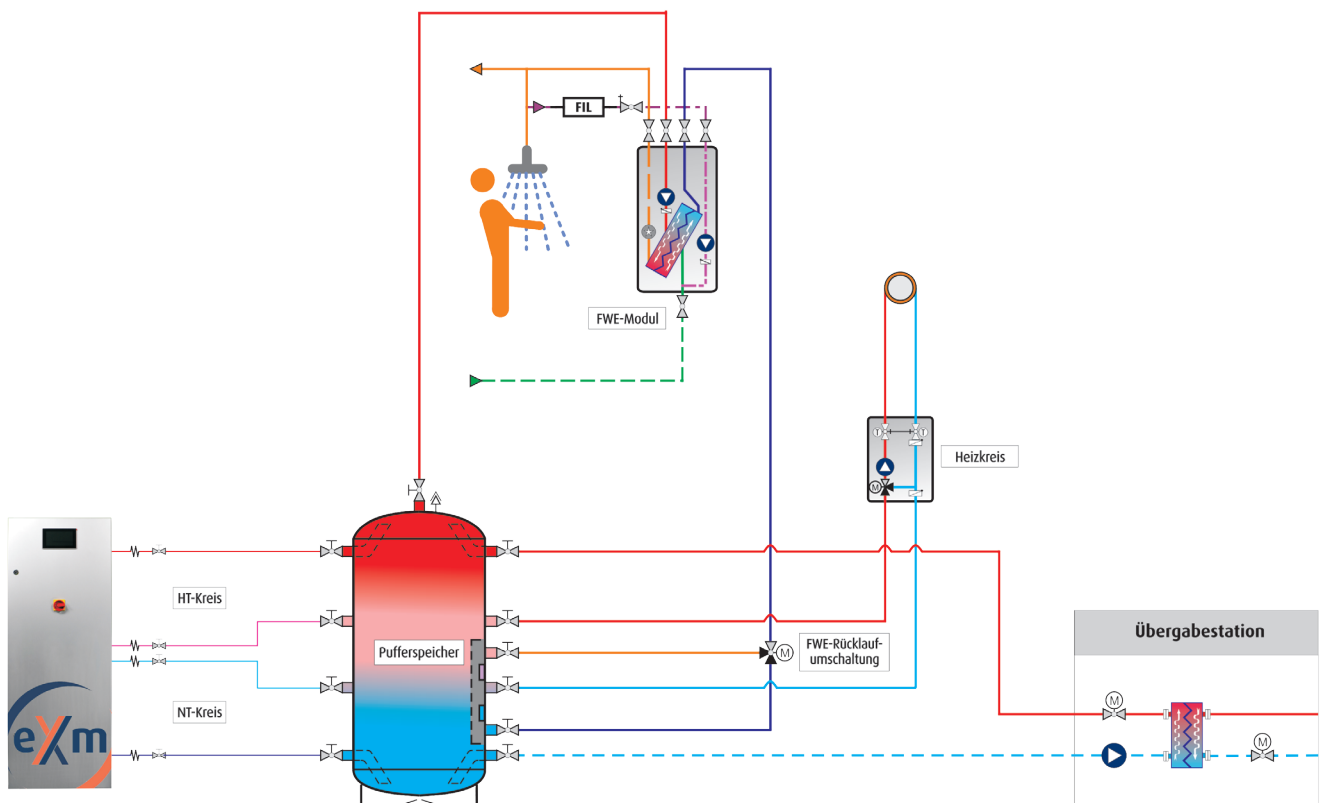 FIL
FWE-Modul
T
T
M
Heizkreis
HT-Kreis
Pufferspeicher
M
FWE-Rücklauf-
umschaltung
NT-Kreis
eXm
Übergabestation
M
M